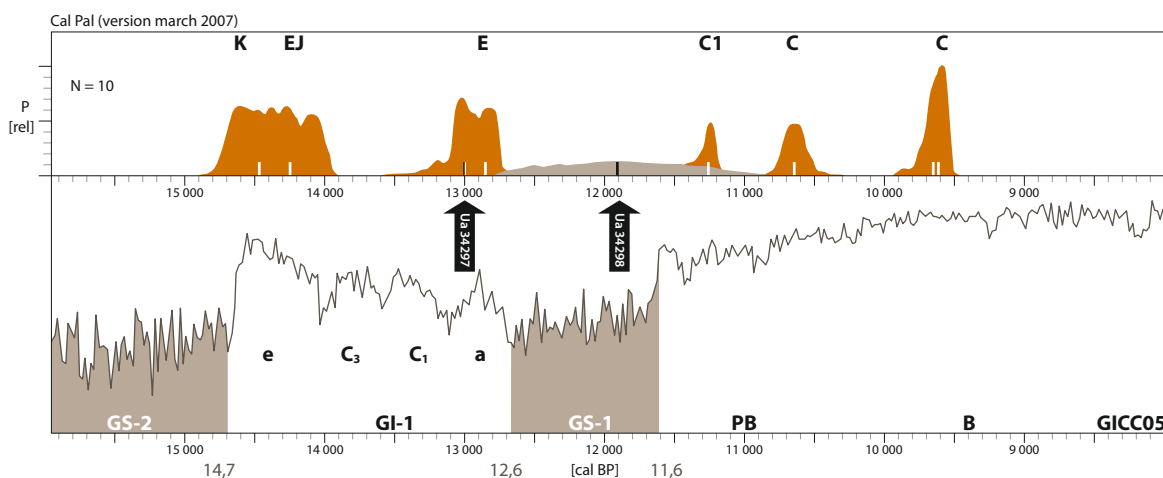 Cal Pal (version march 2007)
K EJ E C1 C C
N = 10
P
[rel]
15 000 14 000 13 000 12 000 11 000 10 000 9 000
Ua 34297
Ua 34298
e C₃ C₁ a
GS-2 GI-1 GS-1 PB B GICC05
15 000 14 000 13 000 12 000 11 000 10 000 9 000
14,7 12,6 [cal BP] 11,6